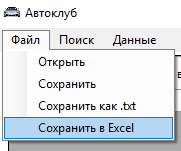 Автоклуб
Файл Поиск Данные
Открыть
Сохранить
Сохранить как .txt
Сохранить в Excel